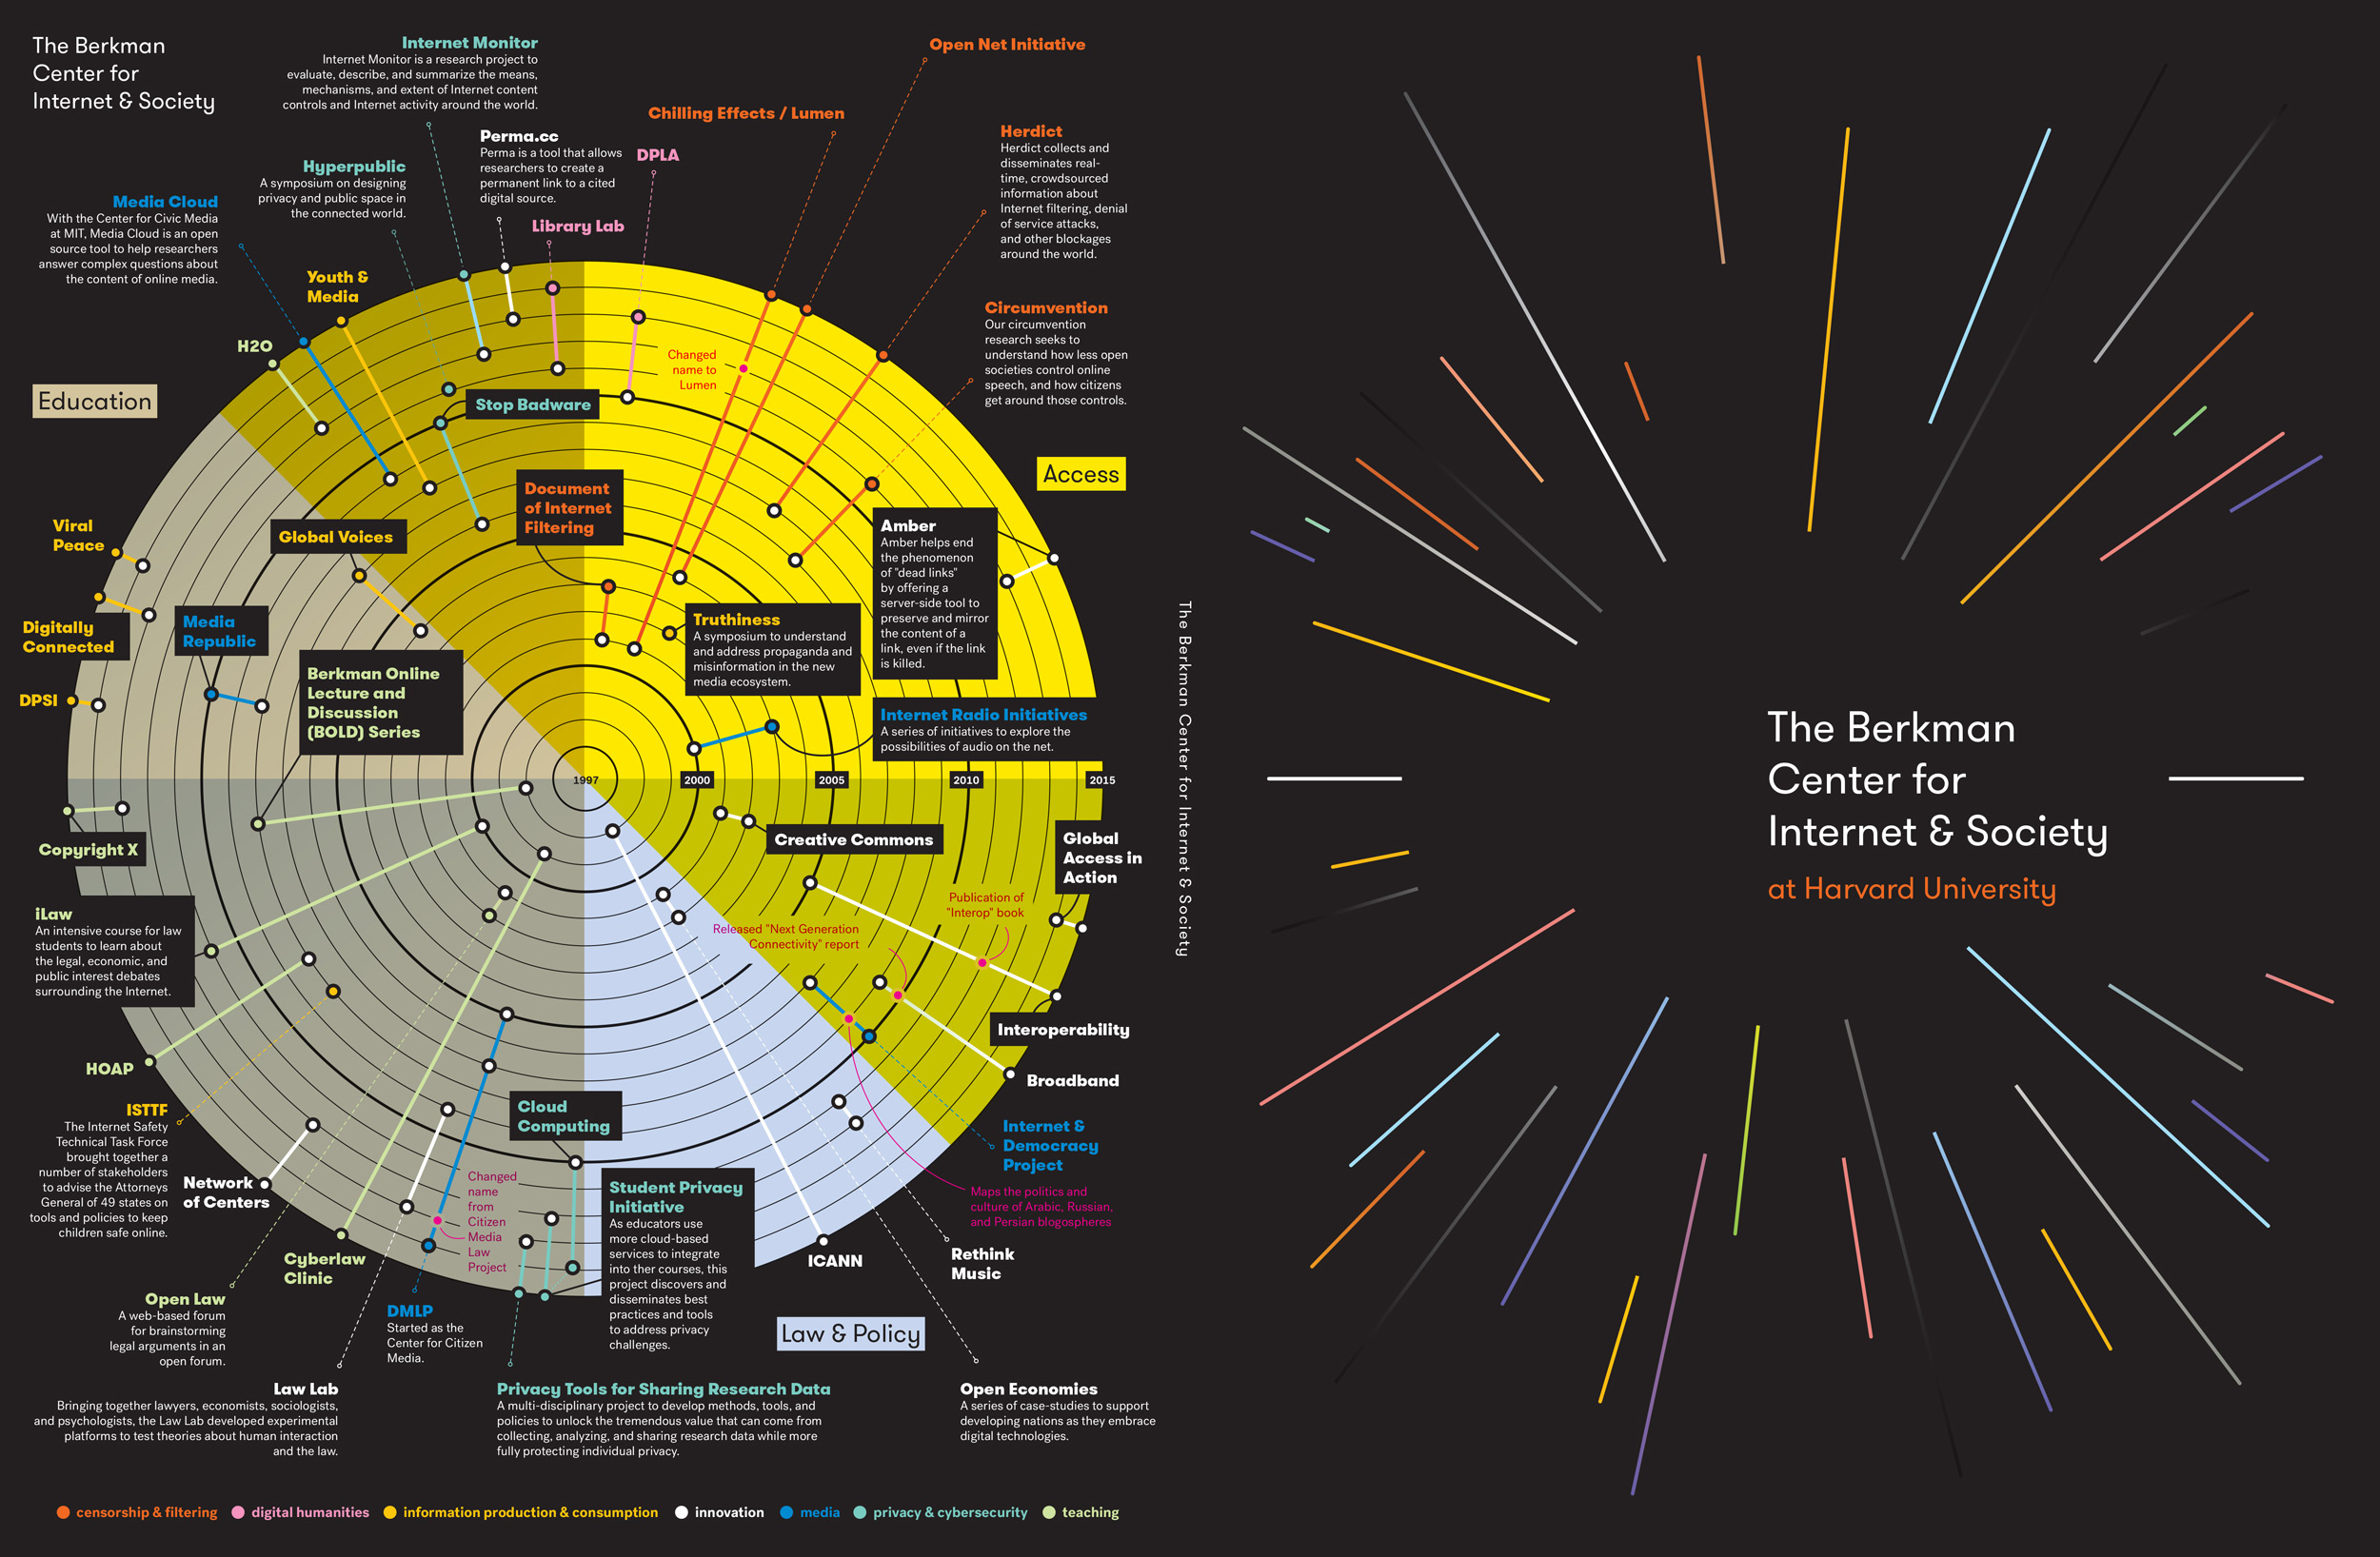 The Berkman
Center for
Internet & Society
Internet Monitor
Internet Monitor is a research project to
evaluate, describe, and summarize the means,
mechanisms, and extent of Internet content
controls and Internet activity around the world.
Open Net Initiative
Chilling Effects / Lumen
Perma.cc
Perma is a tool that allows
researchers to create a
permanent link to a cited
digital source.
DPLA
Herdict
Herdict collects and
disseminates real-
time, crowdsourced
information about
Internet filtering, denial
of service attacks,
and other blockages
around the world.
Hyperpublic
A symposium on designing
privacy and public space in
the connected world.
Media Cloud
With the Center for Civic Media
at MIT, Media Cloud is an open
source tool to help researchers
answer complex questions about
the content of online media.
Library Lab
Youth &
Media
H2O
Circumvention
Our circumvention
research seeks to
understand how less open
societies control online
speech, and how citizens
get around those controls.
Changed
name to
Lumen
Education
Stop Badware
Access
Document
of Internet
Filtering
Global Voices
Viral
Peace
Amber
Amber helps end
the phenomenon
of "dead links"
by offering a
server-side tool to
preserve and mirror
the content of a
link, even if the link
is killed.
Digitally
Connected
Media
Republic
Truthiness
A symposium to understand
and address propaganda and
misinformation in the new
media ecosystem.
Berkman Online
Lecture and
Discussion
(BOLD) Series
DPSI
Internet Radio Initiatives
A series of initiatives to explore the
possibilities of audio on the net.
1997
2000
2005
2010
2015
Creative Commons
Copyright X
Global
Access in
Action
Publication of
"Interop" book
Released "Next Generation
Connectivity" report
iLaw
An intensive course for law
students to learn about
the legal, economic, and
public interest debates
surrounding the Internet.
Interoperability
HOAP
Broadband
ISTTF
The Internet Safety
Technical Task Force
brought together a
number of stakeholders
to advise the Attorneys
General of 49 states on
tools and policies to keep
children safe online.
Cloud
Computing
Internet &
Democracy
Project
Maps the politics and
culture of Arabic, Russian,
and Persian blogospheres
Network
of Centers
Changed
name
from
Citizen
Media
Law
Project
Student Privacy
Initiative
As educators use
more cloud-based
services to integrate
into ther courses, this
project discovers and
disseminates best
practices and tools
to address privacy
challenges.
Cyberlaw
Clinic
ICANN
Rethink
Music
Open Law
A web-based forum
for brainstorming
legal arguments in an
open forum.
DMLP
Started as the
Center for Citizen
Media.
Law & Policy
Law Lab
Bringing together lawyers, economists, sociologists,
and psychologists, the Law Lab developed experimental
platforms to test theories about human interaction
and the law.
Privacy Tools for Sharing Research Data
A multi-disciplinary project to develop methods, tools, and
policies to unlock the tremendous value that can come from
collecting, analyzing, and sharing research data while more
fully protecting individual privacy.
Open Economies
A series of case-studies to support
developing nations as they embrace
digital technologies.
censorship & filtering
digital humanities
information production & consumption
innovation
media
privacy & cybersecurity
teaching
The Berkman Center for Internet & Society
The Berkman
Center for
Internet & Society
at Harvard University